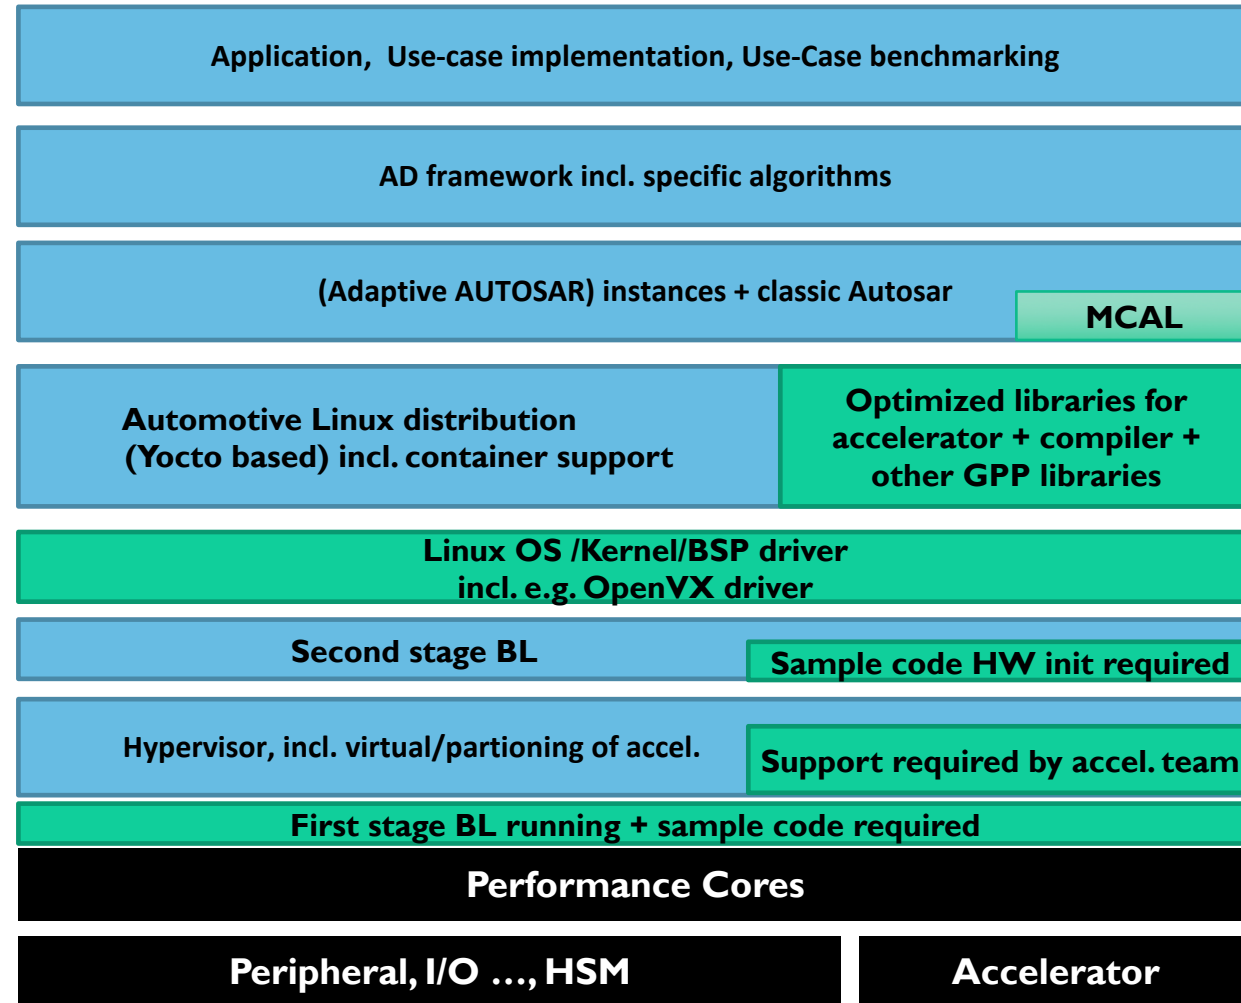 Application,  Use-case implementation, Use-Case benchmarking
AD framework incl. specific algorithms
(Adaptive AUTOSAR) instances + classic Autosar
MCAL
Automotive Linux distribution
(Yocto based) incl. container support
Optimized libraries for
accelerator + compiler +
other GPP libraries
Linux OS /Kernel/BSP driver
incl. e.g. OpenVX driver
Second stage BL
Sample code HW init required
Hypervisor, incl. virtual/partioning of accel.
Support required by accel. team
First stage BL running + sample code required
Performance Cores
Peripheral, I/O …, HSM
Accelerator